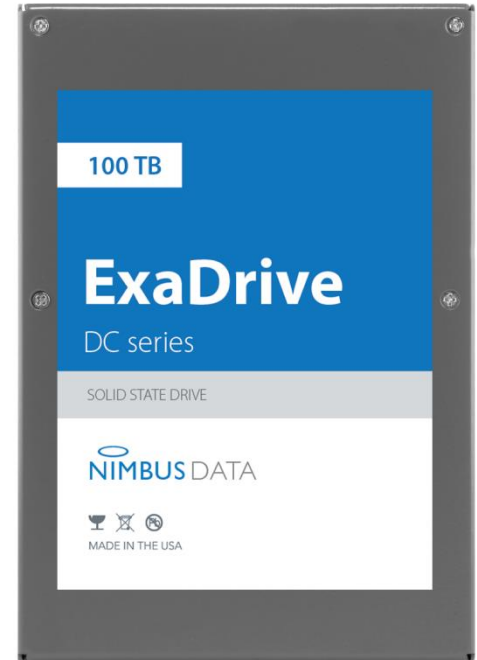 100 TB
ExaDrive
DC series
SOLID STATE DRIVE
NIMBUS DATA
MADE IN THE USA